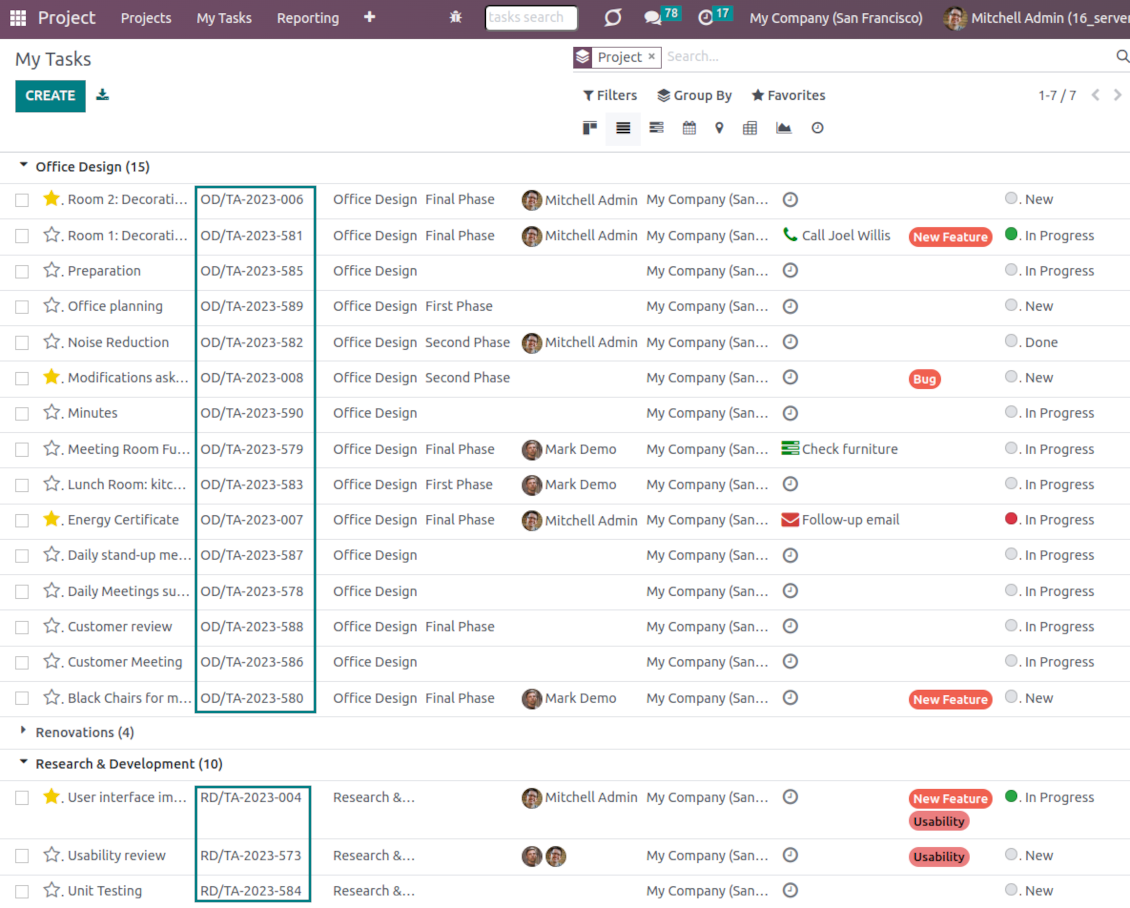 Project Projects My Tasks Reporting tasks search 78 17 My Company (San Francisco) Mitchell Admin (16_server
My Tasks Project × Search...
CREATE Filters Group By Favorites 1-7 / 7
Office Design (15)
. Room 2: Decorati... OD/TA-2023-006 Office Design Final Phase Mitchell Admin My Company (San... . New
. Room 1: Decorati... OD/TA-2023-581 Office Design Final Phase Mitchell Admin My Company (San... Call Joel Willis New Feature . In Progress
. Preparation OD/TA-2023-585 Office Design My Company (San... . In Progress
. Office planning OD/TA-2023-589 Office Design First Phase My Company (San... . New
. Noise Reduction OD/TA-2023-582 Office Design Second Phase Mitchell Admin My Company (San... . Done
. Modifications ask... OD/TA-2023-008 Office Design Second Phase My Company (San... Bug . New
. Minutes OD/TA-2023-590 Office Design My Company (San... . In Progress
. Meeting Room Fu... OD/TA-2023-579 Office Design Final Phase Mark Demo My Company (San... Check furniture . In Progress
. Lunch Room: kitc... OD/TA-2023-583 Office Design First Phase Mark Demo My Company (San... . In Progress
. Energy Certificate OD/TA-2023-007 Office Design Final Phase Mitchell Admin My Company (San... Follow-up email . In Progress
. Daily stand-up me... OD/TA-2023-587 Office Design My Company (San... . In Progress
. Daily Meetings su... OD/TA-2023-578 Office Design My Company (San... . In Progress
. Customer review OD/TA-2023-588 Office Design Final Phase My Company (San... . In Progress
. Customer Meeting OD/TA-2023-586 Office Design My Company (San... . In Progress
. Black Chairs for m... OD/TA-2023-580 Office Design Final Phase Mark Demo My Company (San... New Feature . New
Renovations (4)
Research & Development (10)
. User interface im... RD/TA-2023-004 Research &... Mitchell Admin My Company (San... New Feature . In Progress
Usability
. Usability review RD/TA-2023-573 Research &... My Company (San... Usability . New
. Unit Testing RD/TA-2023-584 Research &... My Company (San... . New